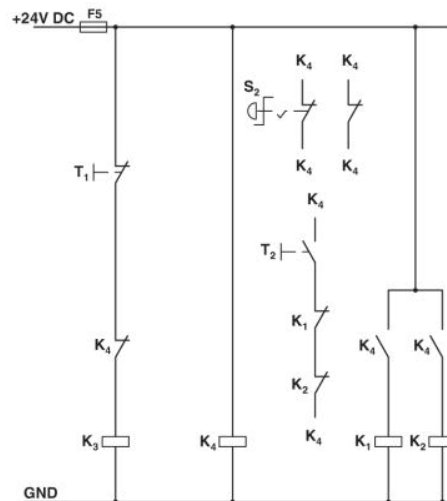 +24V DC F5
K₄ K₄
S₂
K₄ K₄
T₁
K₄
T₂
K₁
K₄ K₄ K₄
K₂
K₃ K₄ K₄ K₁ K₂
GND